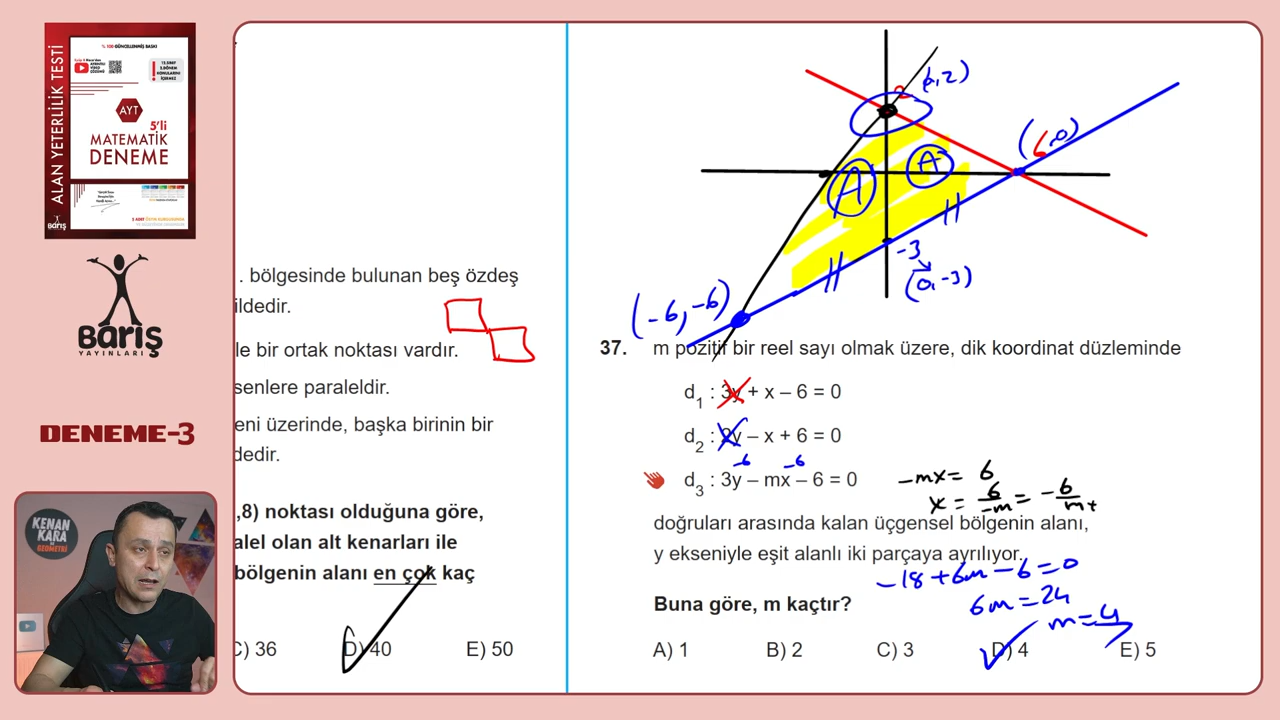 ALAN YETERLİLİK TESTİ
% 100 GÜNCELLENMİŞ BASKI
AYT
5'li
MATEMATİK
DENEME
BARIŞ
BARIŞ
YAYINLARI
DENEME-3
KENAN
KARA
ile
GEOMETRİ
. bölgesinde bulunan beş özdeş
ildedir.
le bir ortak noktası vardır.
senlere paraleldir.
eni üzerinde, başka birinin bir
dedir.
,8) noktası olduğuna göre,
alel olan alt kenarları ile
bölgenin alanı en çok kaç
C) 36 D) 40 E) 50
2
(0,2)
(6,0)
A A
-3
(0,-3)
(-6,-6)
37. m pozitif bir reel sayı olmak üzere, dik koordinat düzleminde
d1 : 3y + x – 6 = 0
d2 : 2y – x + 6 = 0
-6 -6
d3 : 3y – mx – 6 = 0
-mx = 6
x = 6/-m = -6/m+
doğruları arasında kalan üçgensel bölgenin alanı,
y ekseniyle eşit alanlı iki parçaya ayrılıyor.
-18 + 6m - 6 = 0
6m = 24
m = 4
Buna göre, m kaçtır?
A) 1 B) 2 C) 3 D) 4 E) 5